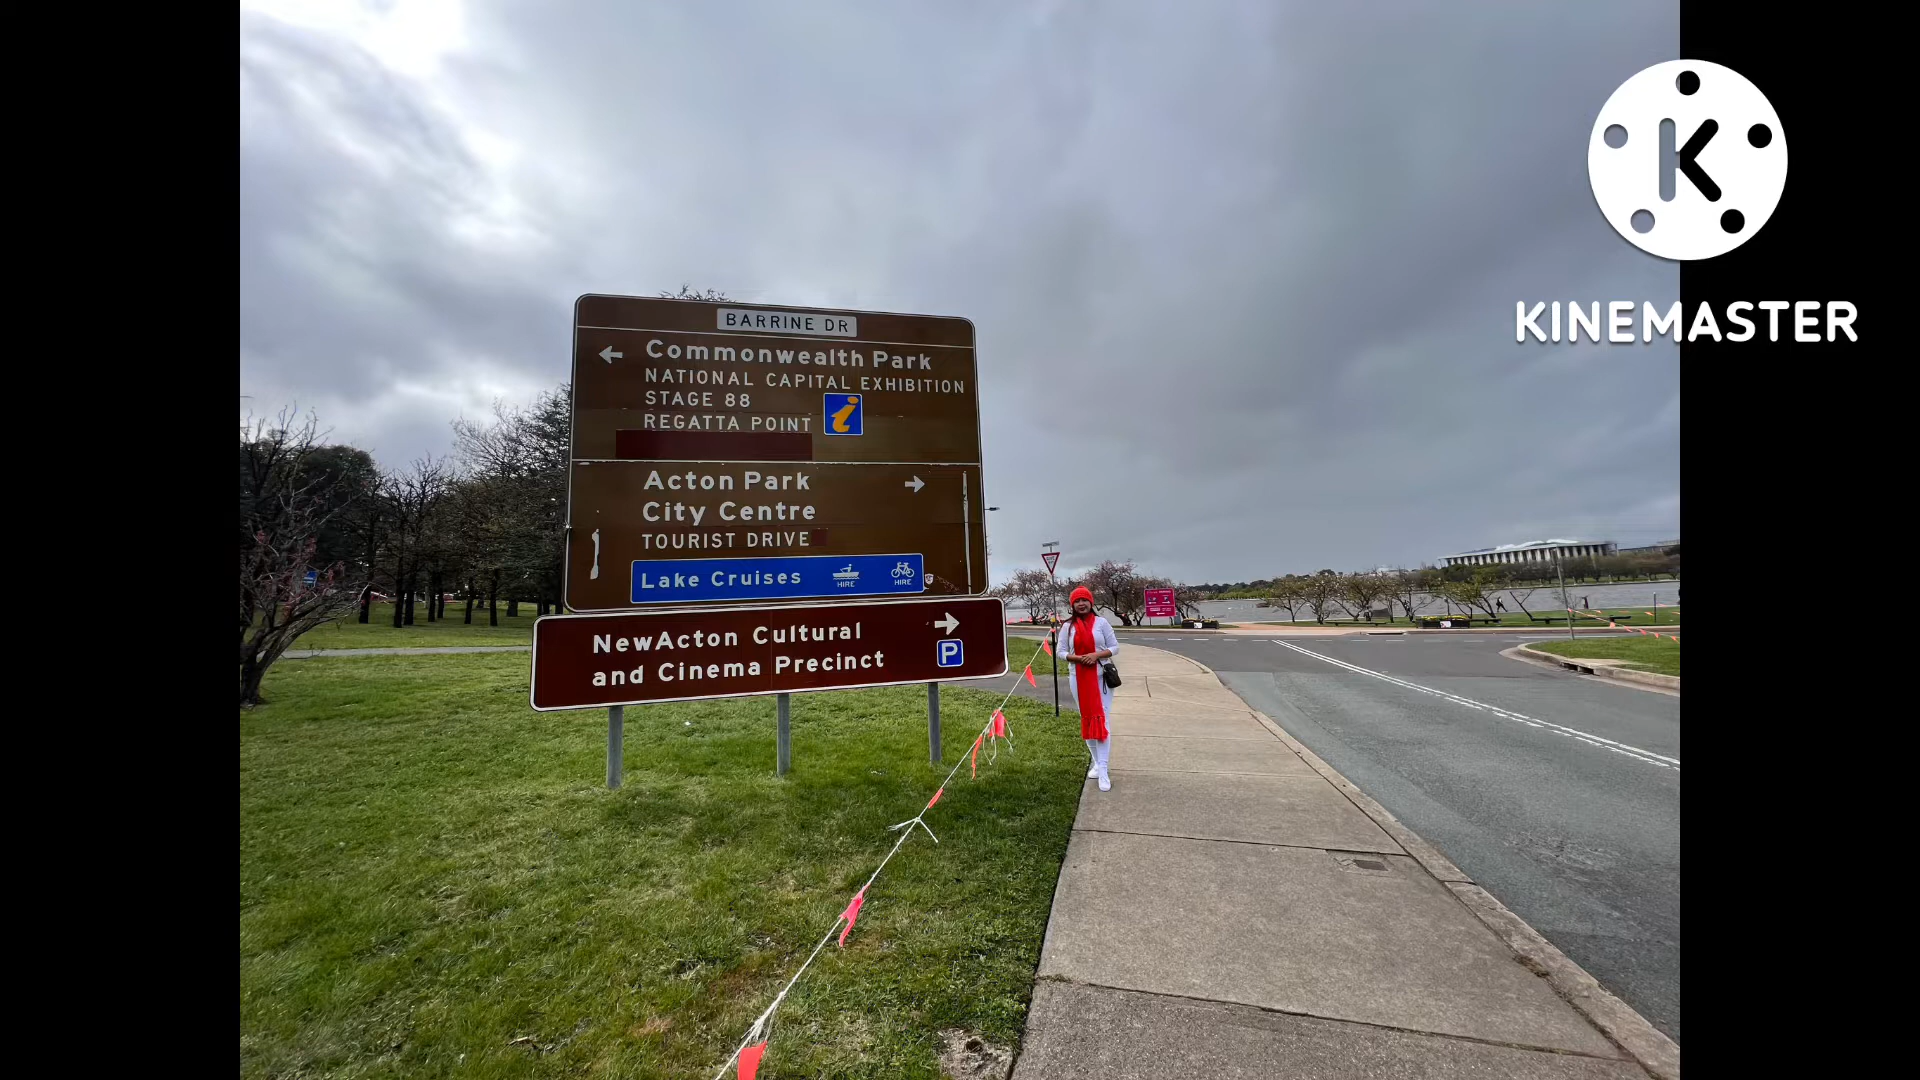 BARRINE DR
Commonwealth Park
NATIONAL CAPITAL EXHIBITION
STAGE 88
REGATTA POINT
i
Acton Park
City Centre
TOURIST DRIVE
Lake Cruises
HIRE
HIRE
NewActon Cultural
and Cinema Precinct
P
K
KINEMASTER